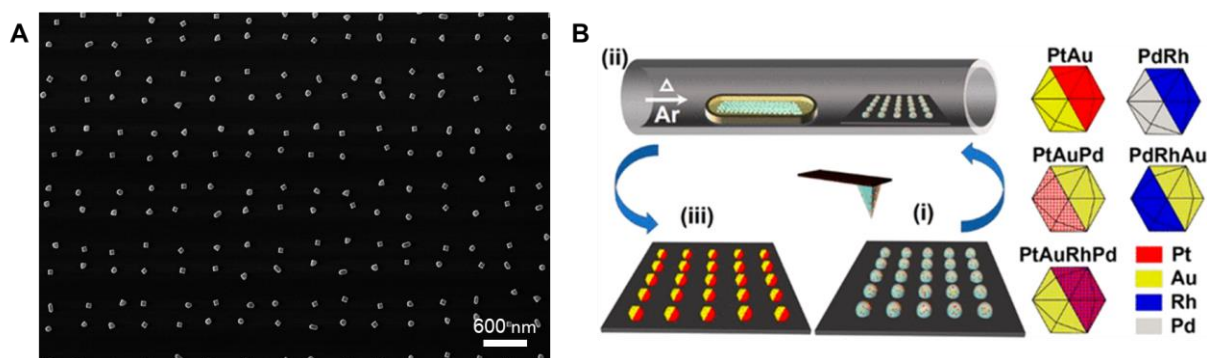 A
600 nm
B
(ii)
Δ
Ar
(iii)
(i)
PtAu
PdRh
PtAuPd
PdRhAu
PtAuRhPd
Pt
Au
Rh
Pd